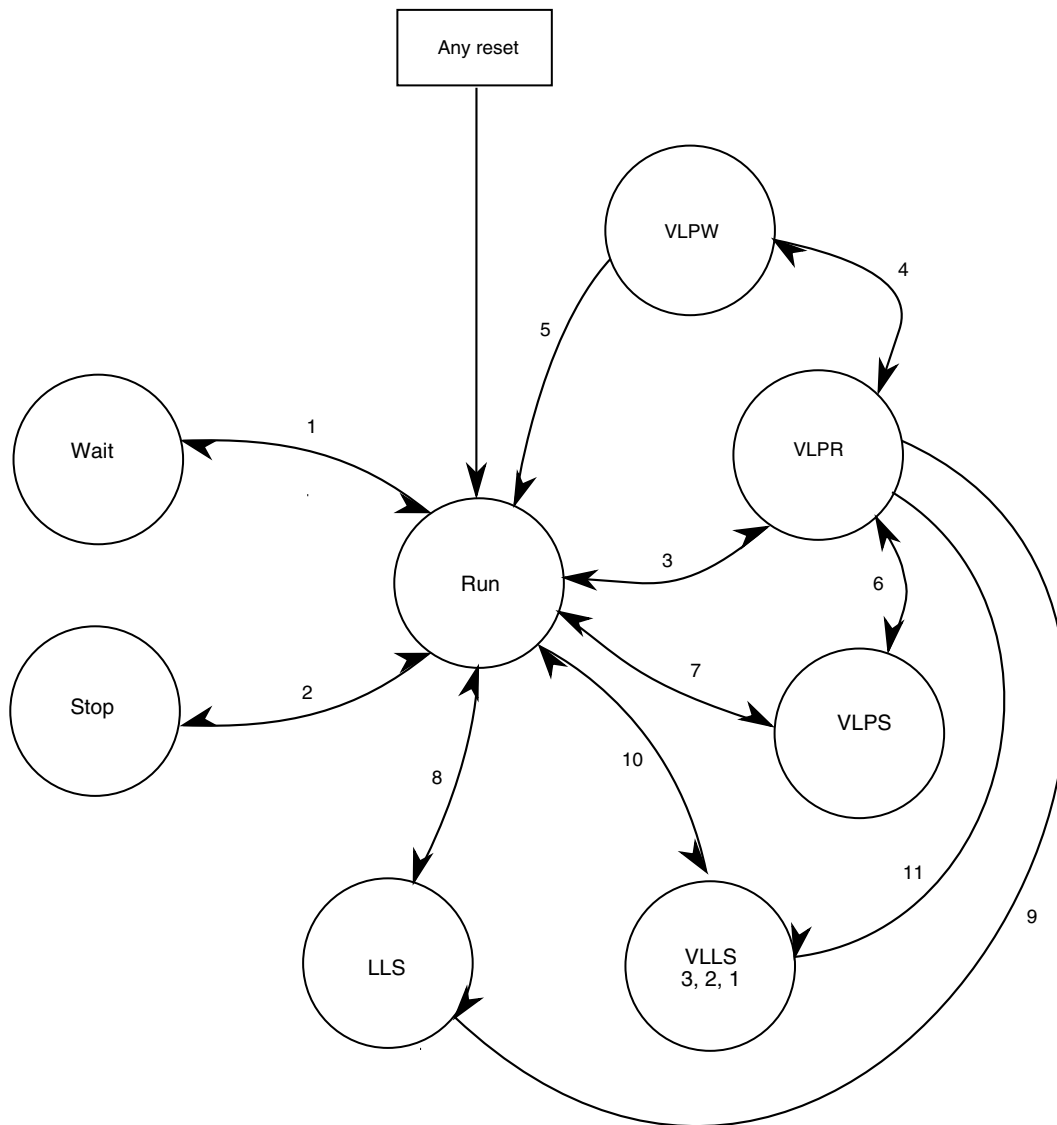 Any reset
VLPW
4
5
Wait
1
VLPR
3
Run
6
7
Stop
2
VLPS
10
8
11
9
LLS
VLLS
3, 2, 1